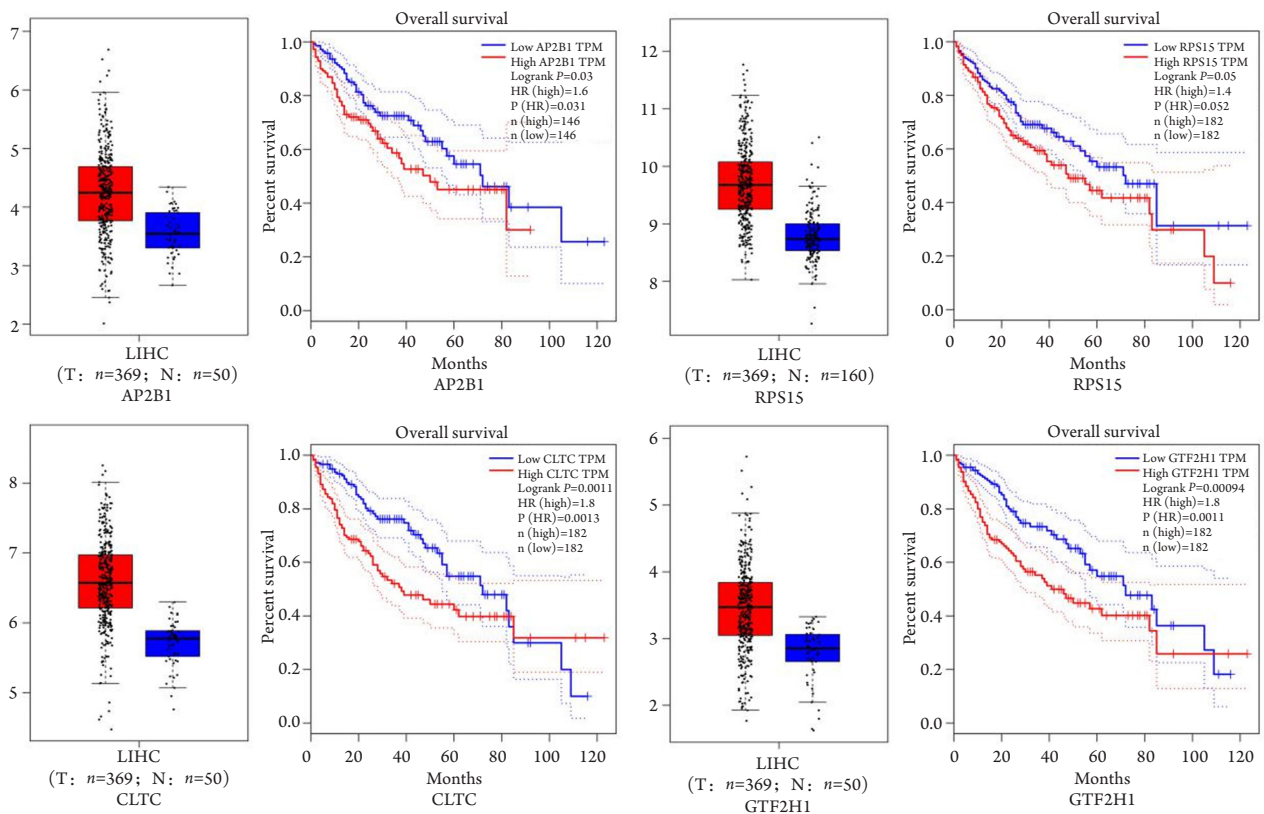 7
6
5
4
3
2
LIHC
(T: n=369; N: n=50)
AP2B1
Overall survival
Low AP2B1 TPM
High AP2B1 TPM
Logrank P=0.03
HR (high)=1.6
P (HR)=0.031
n (high)=146
n (low)=146
Percent survival
1.0
0.8
0.6
0.4
0.2
0.0
0 20 40 60 80 100 120
Months
AP2B1
12
11
10
9
8
LIHC
(T: n=369; N: n=160)
RPS15
Overall survival
Low RPS15 TPM
High RPS15 TPM
Logrank P=0.05
HR (high)=1.4
P (HR)=0.052
n (high)=182
n (low)=182
Percent survival
1.0
0.8
0.6
0.4
0.2
0.0
0 20 40 60 80 100 120
Months
RPS15
8
7
6
5
LIHC
(T: n=369; N: n=50)
CLTC
Overall survival
Low CLTC TPM
High CLTC TPM
Logrank P=0.0011
HR (high)=1.8
P (HR)=0.0013
n (high)=182
n (low)=182
Percent survival
1.0
0.8
0.6
0.4
0.2
0.0
0 20 40 60 80 100 120
Months
CLTC
6
5
4
3
2
LIHC
(T: n=369; N: n=50)
GTF2H1
Overall survival
Low GTF2H1 TPM
High GTF2H1 TPM
Logrank P=0.00094
HR (high)=1.8
P (HR)=0.0011
n (high)=182
n (low)=182
Percent survival
1.0
0.8
0.6
0.4
0.2
0.0
0 20 40 60 80 100 120
Months
GTF2H1